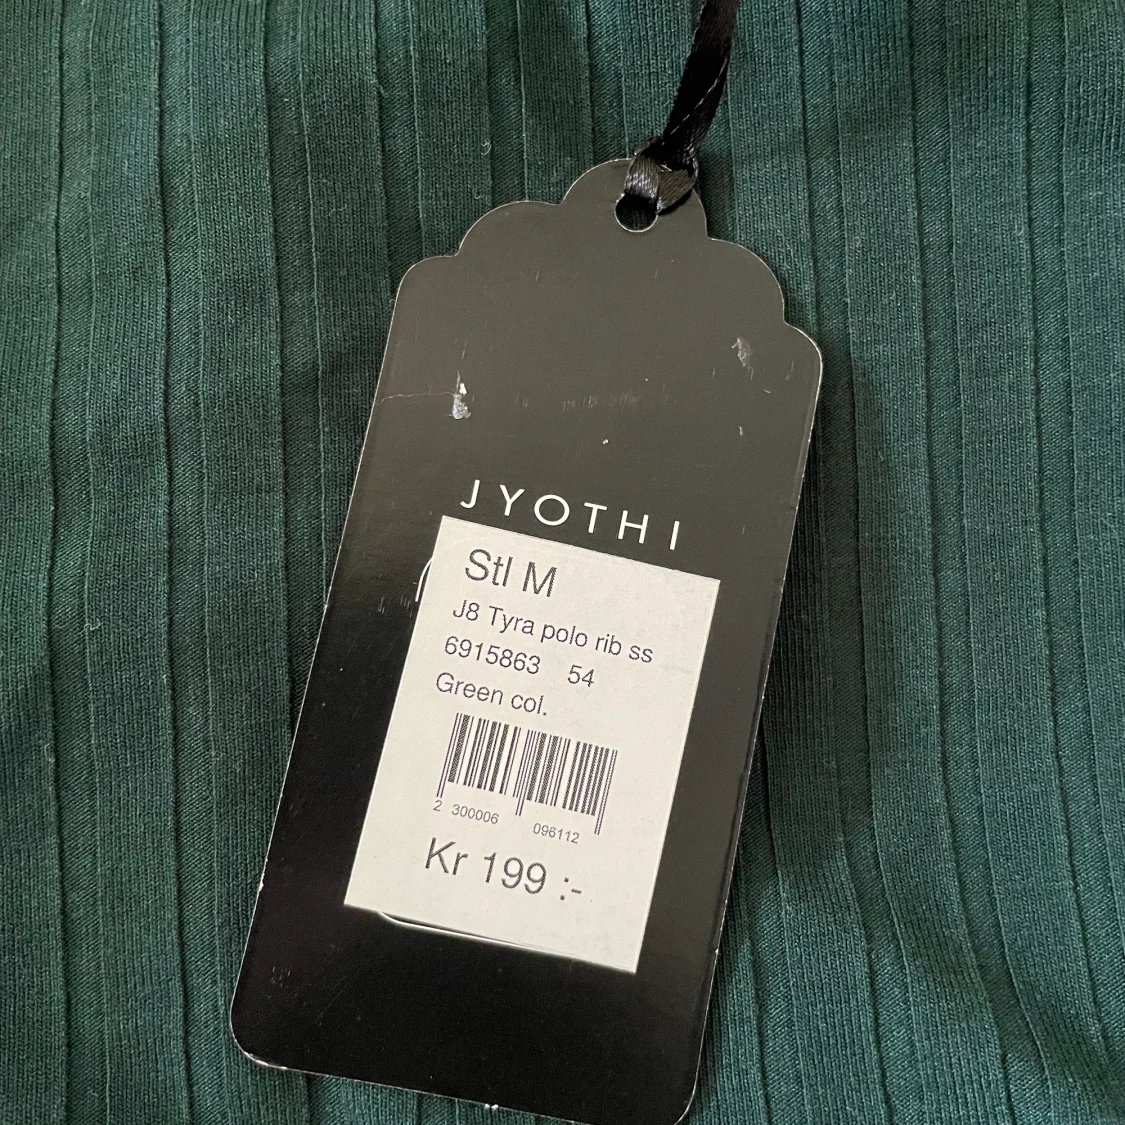 JYOTHI
Stl M
J8 Tyra polo rib ss
6915863 54
Green col.
2 300006 096112
Kr 199 :-